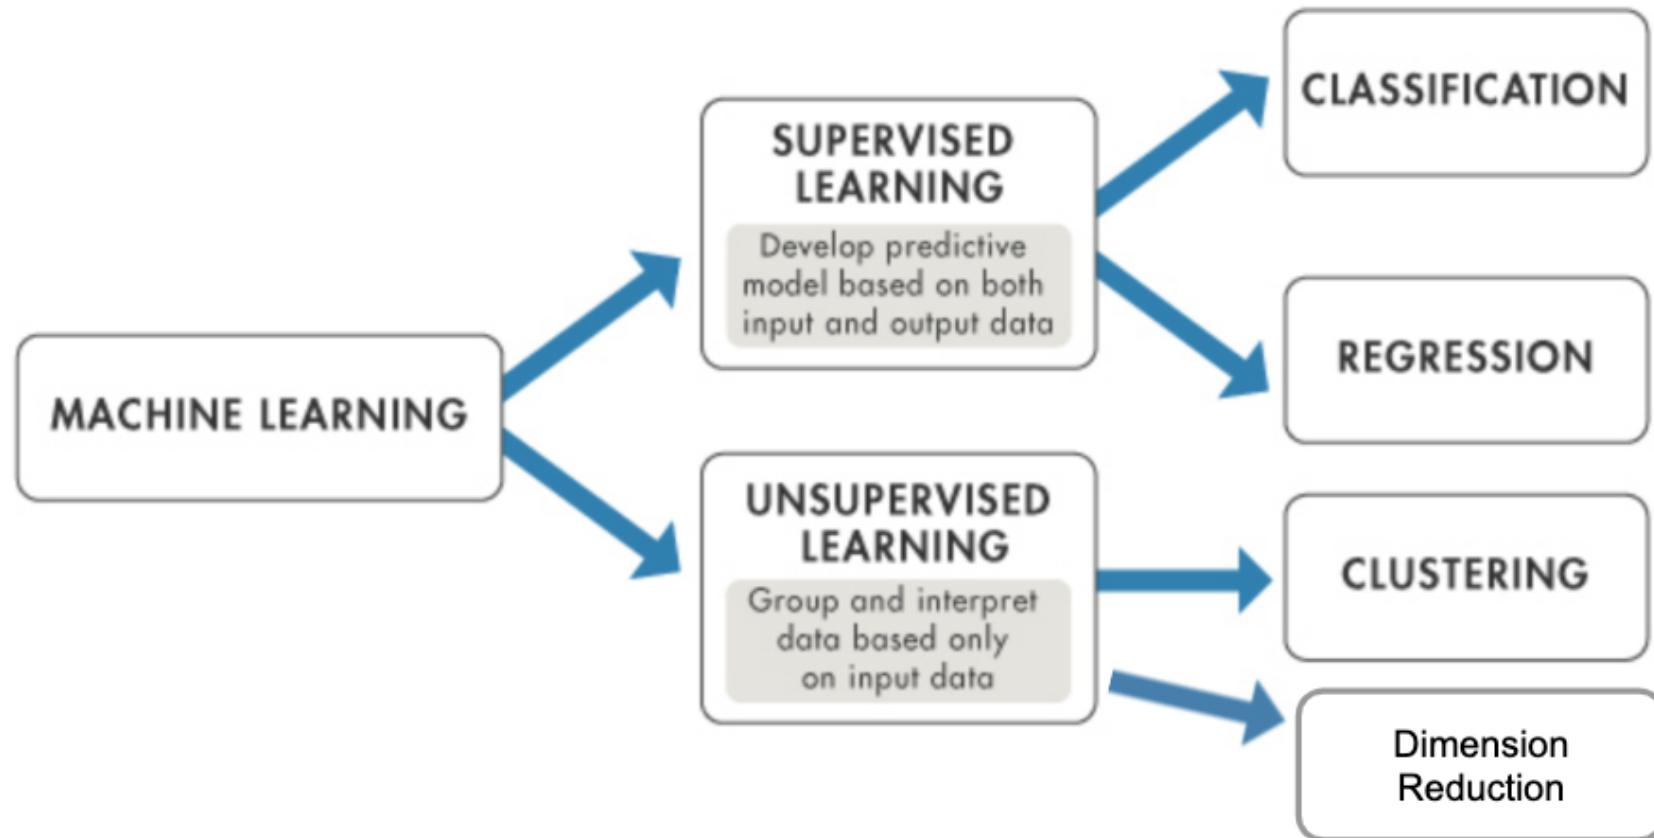 MACHINE LEARNING
SUPERVISED
LEARNING
Develop predictive
model based on both
input and output data
CLASSIFICATION
REGRESSION
UNSUPERVISED
LEARNING
Group and interpret
data based only
on input data
CLUSTERING
Dimension
Reduction